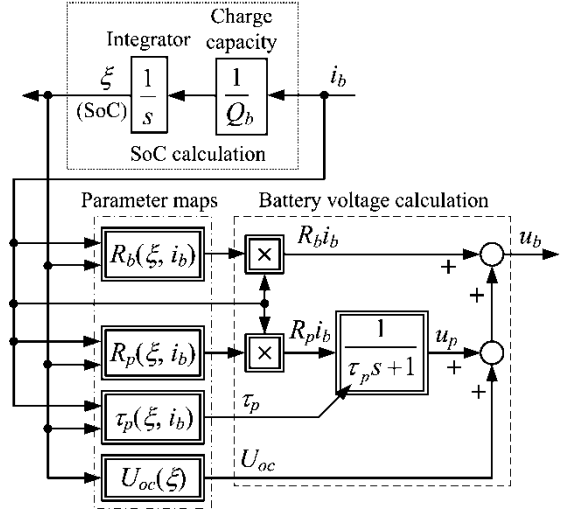 Integrator
Charge
capacity
ξ
(SoC)
1
s
1
Q_b
i_b
SoC calculation
Parameter maps
Battery voltage calculation
R_b(ξ, i_b)
×
R_b i_b
+
u_b
+
R_p(ξ, i_b)
×
R_p i_b
1
τ_p s+1
u_p
+
+
τ_p(ξ, i_b)
τ_p
U_oc(ξ)
U_oc